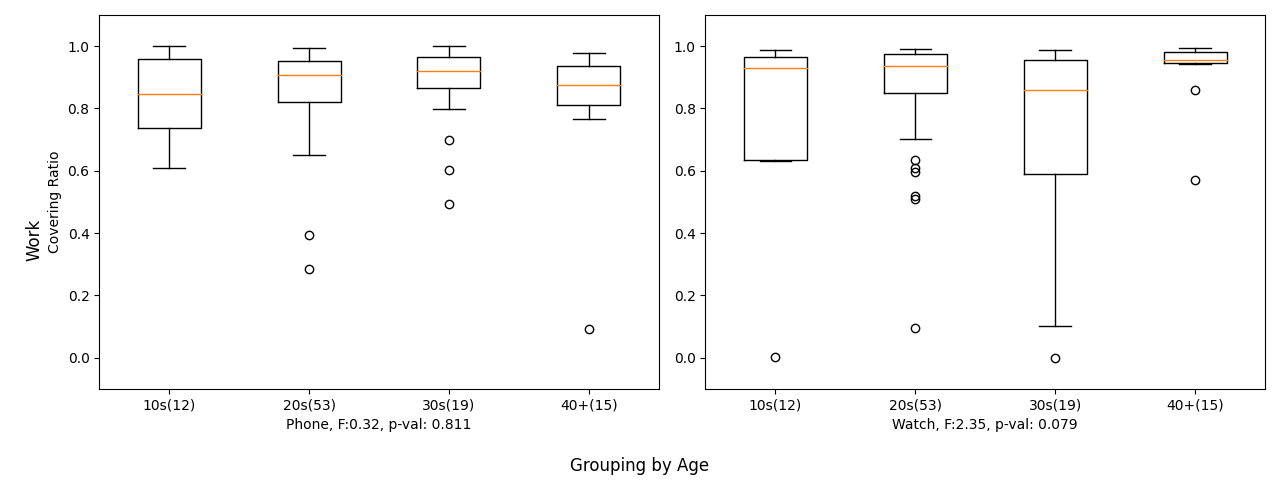 Work
Covering Ratio
1.0
0.8
0.6
0.4
0.2
0.0
10s(12) 20s(53) 30s(19) 40+(15)
Phone, F:0.32, p-val: 0.811
1.0
0.8
0.6
0.4
0.2
0.0
10s(12) 20s(53) 30s(19) 40+(15)
Watch, F:2.35, p-val: 0.079
Grouping by Age